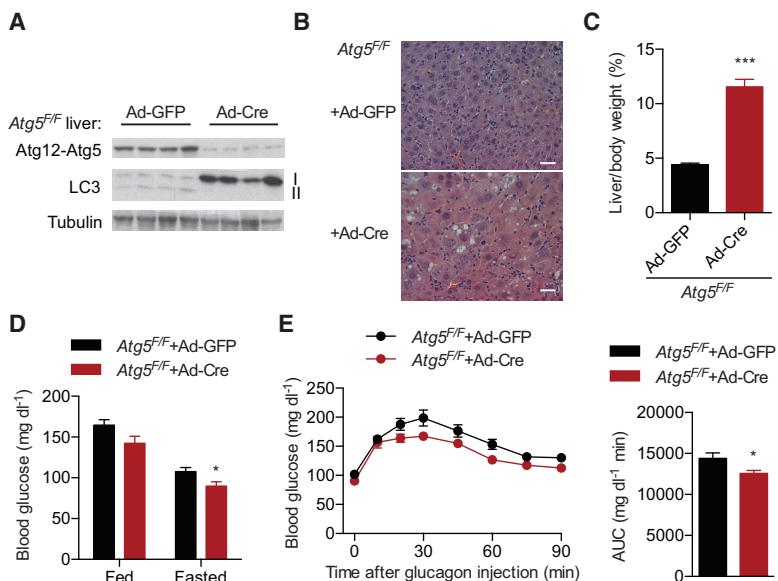 A
Ad-GFP Ad-Cre
Atg5F/F liver:
Atg12-Atg5
LC3
I
II
Tubulin
B
Atg5F/F
+Ad-GFP
+Ad-Cre
C
Liver/body weight (%)
15
10
5
0
***
Ad-GFP
Ad-Cre
Atg5F/F
D
Atg5F/F+Ad-GFP
Atg5F/F+Ad-Cre
Blood glucose (mg dl-1)
200
150
100
50
0
*
Fed Fasted
E
Atg5F/F+Ad-GFP
Atg5F/F+Ad-Cre
Blood glucose (mg dl-1)
250
200
150
100
50
0
0 30 60 90
Time after glucagon injection (min)
Atg5F/F+Ad-GFP
Atg5F/F+Ad-Cre
AUC (mg dl-1 min)
20000
15000
10000
5000
0
*